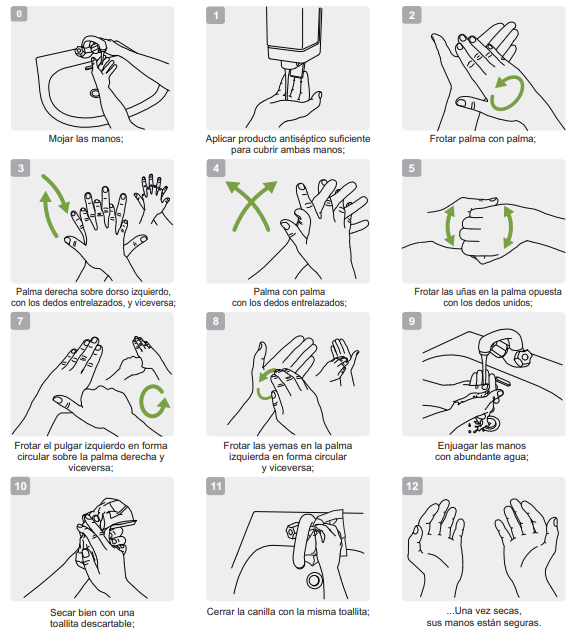 0
Mojar las manos;
1
Aplicar producto antiséptico suficiente
para cubrir ambas manos;
2
Frotar palma con palma;
3
Palma derecha sobre dorso izquierdo,
con los dedos entrelazados, y viceversa;
4
Palma con palma
con los dedos entrelazados;
5
Frotar las uñas en la palma opuesta
con los dedos unidos;
7
Frotar el pulgar izquierdo en forma
circular sobre la palma derecha y
viceversa;
8
Frotar las yemas en la palma
izquierda en forma circular
y viceversa;
9
Enjuagar las manos
con abundante agua;
10
Secar bien con una
toallita descartable;
11
Cerrar la canilla con la misma toallita;
12
...Una vez secas,
sus manos están seguras.